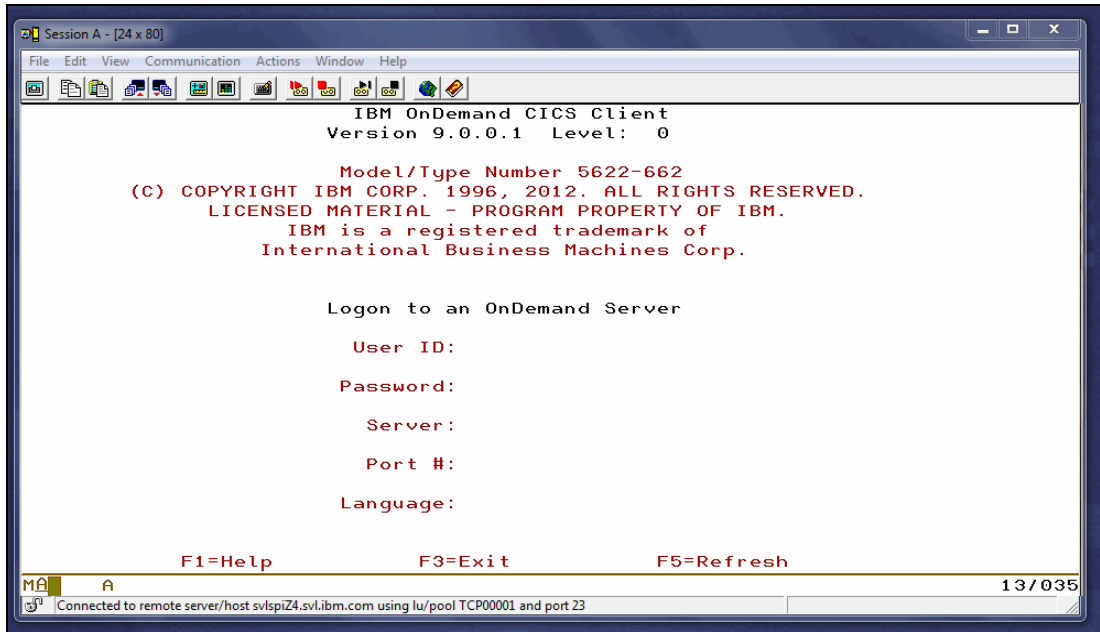 Session A - [24 x 80]
File Edit View Communication Actions Window Help
IBM OnDemand CICS Client
Version 9.0.0.1 Level: 0
Model/Type Number 5622-662
(C) COPYRIGHT IBM CORP. 1996, 2012. ALL RIGHTS RESERVED.
LICENSED MATERIAL - PROGRAM PROPERTY OF IBM.
IBM is a registered trademark of
International Business Machines Corp.
Logon to an OnDemand Server
User ID:
Password:
Server:
Port #:
Language:
F1=Help F3=Exit F5=Refresh
MA A 13/035
Connected to remote server/host svlspiZ4.svl.ibm.com using lu/pool TCP00001 and port 23